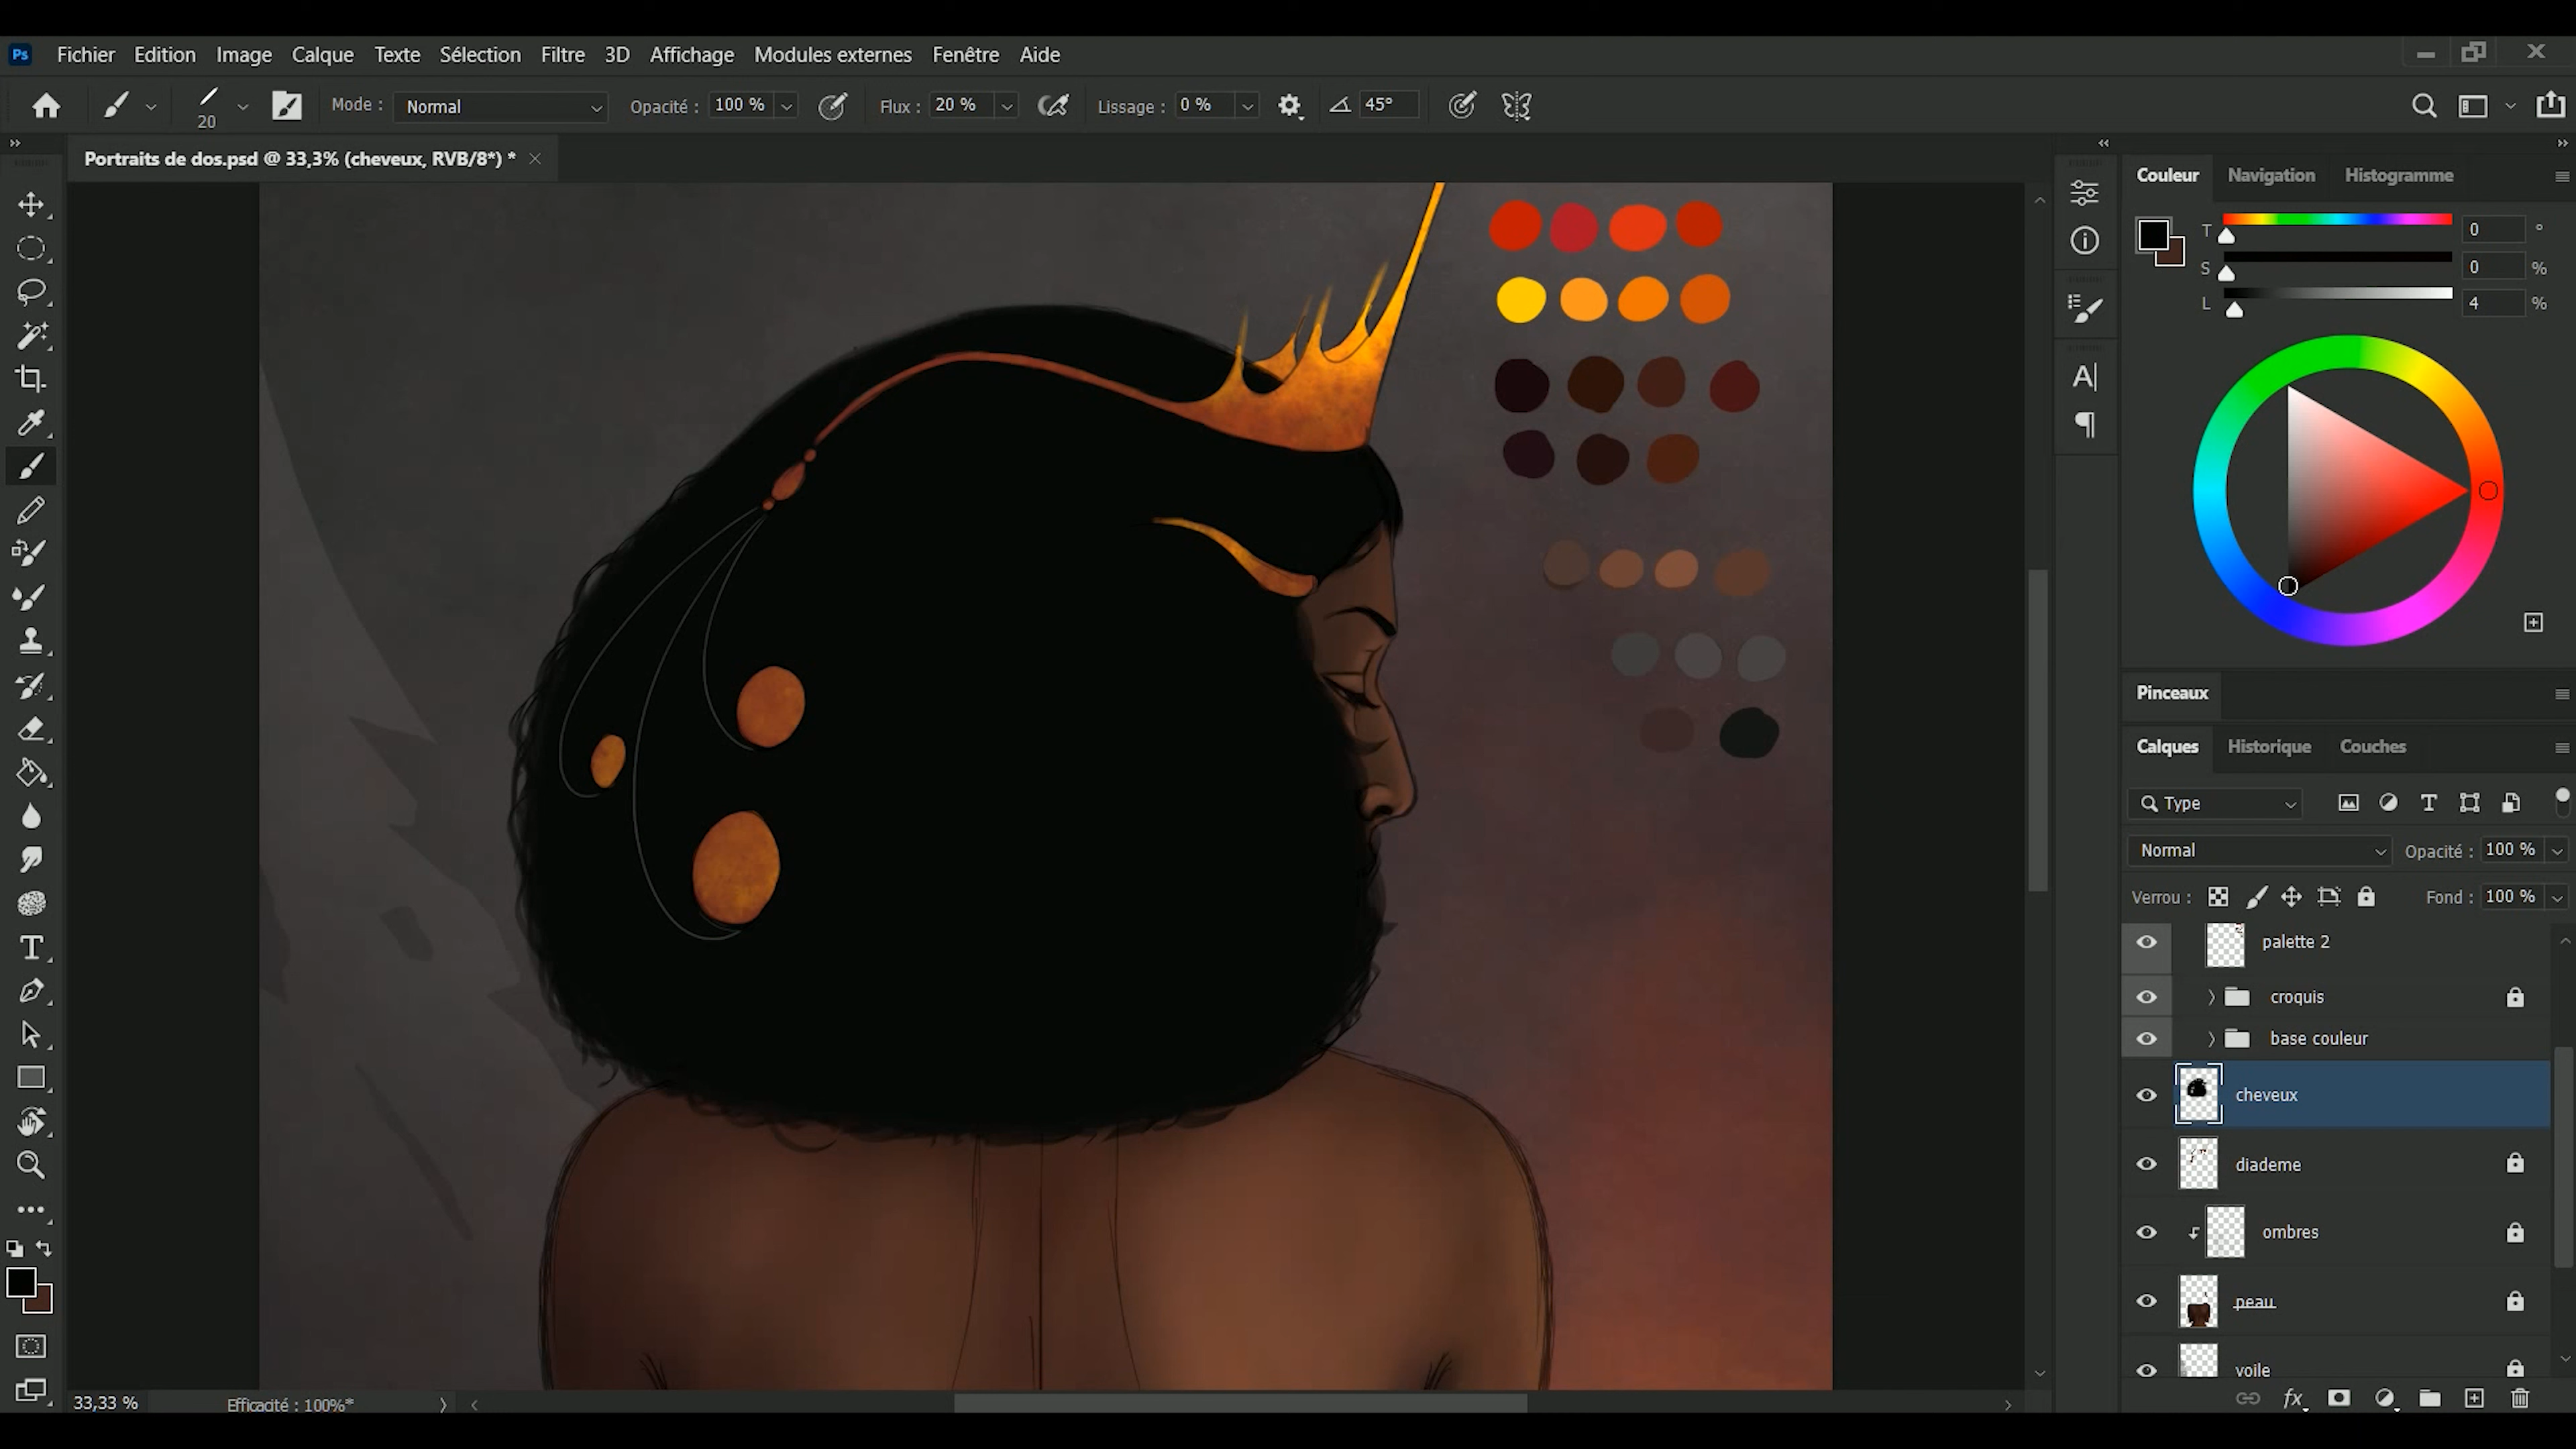 Ps Fichier Edition Image Calque Texte Sélection Filtre 3D Affichage Modules externes Fenêtre Aide
20 Mode : Normal Opacité : 100 % Flux : 20 % Lissage : 0 % 45°
Portraits de dos.psd @ 33,3% (cheveux, RVB/8*) *
Couleur Navigation Histogramme
T 0 °
S 0 %
L 4 %
Pinceaux
Calques Historique Couches
Type
Normal Opacité : 100 %
Verrou : Fond : 100 %
palette 2
croquis
base couleur
cheveux
diademe
ombres
peau
voile
33,33 % Efficacité : 100%*